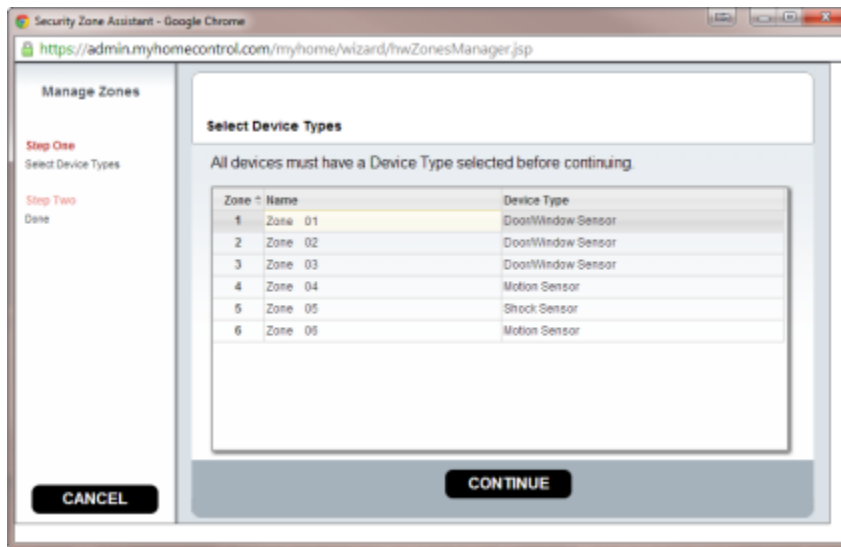 Security Zone Assistant - Google Chrome
https://admin.myhomecontrol.com/myhome/wizard/hwZonesManager.jsp
Manage Zones
Step One
Select Device Types
Step Two
Done
CANCEL
Select Device Types
All devices must have a Device Type selected before continuing.
Zone Name Device Type
1 Zone 01 Door/Window Sensor
2 Zone 02 Door/Window Sensor
3 Zone 03 Door/Window Sensor
4 Zone 04 Motion Sensor
5 Zone 05 Shock Sensor
6 Zone 06 Motion Sensor
CONTINUE